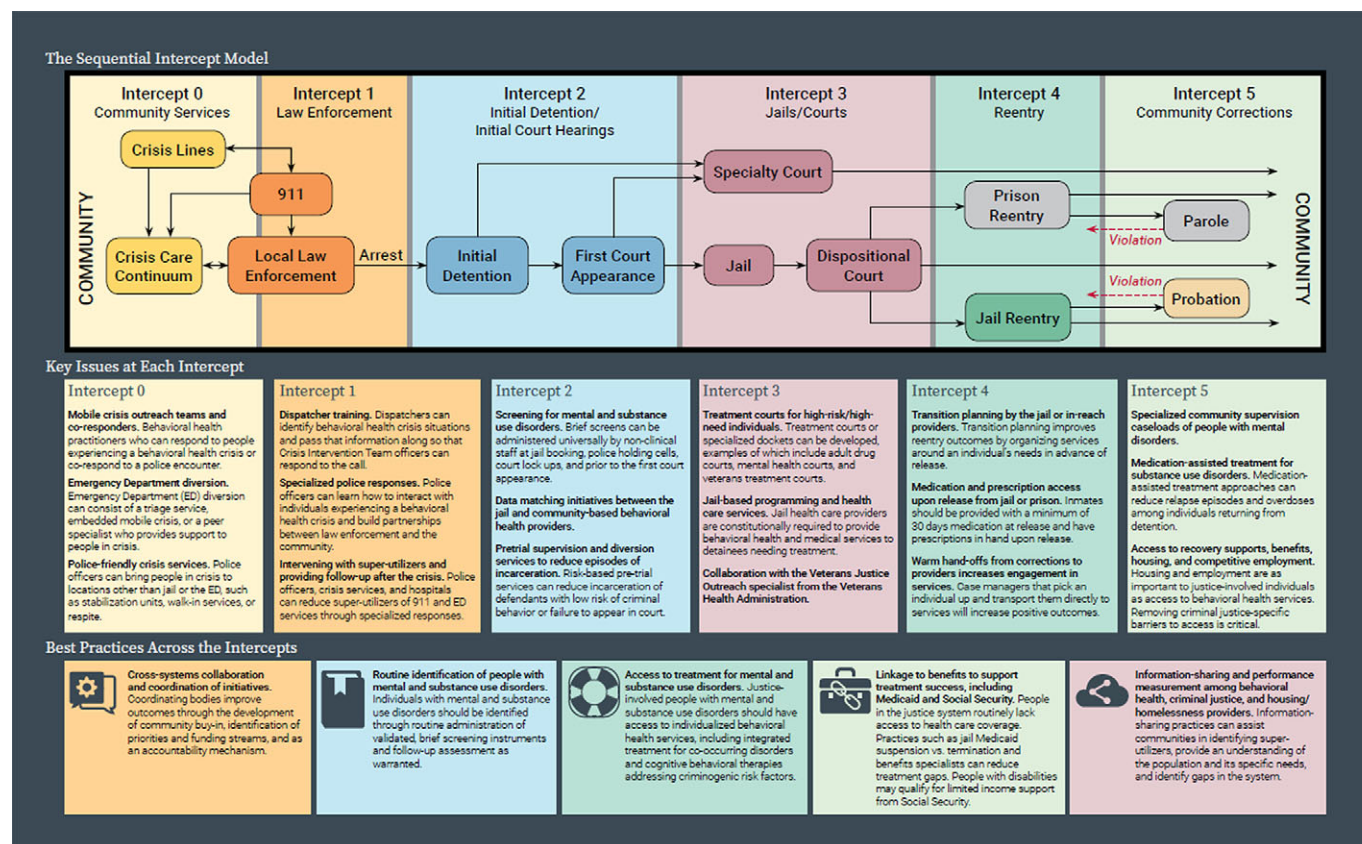 The Sequential Intercept Model
Intercept 0
Community Services
Intercept 1
Law Enforcement
Intercept 2
Initial Detention/
Initial Court Hearings
Intercept 3
Jails/Courts
Intercept 4
Reentry
Intercept 5
Community Corrections
COMMUNITY
Crisis Lines
911
Crisis Care
Continuum
Local Law
Enforcement
Arrest
Initial
Detention
First Court
Appearance
Specialty Court
Jail
Dispositional
Court
Prison
Reentry
Parole
Violation
Violation
Probation
Jail Reentry
COMMUNITY
Key Issues at Each Intercept
Intercept 0
Mobile crisis outreach teams and
co-responders. Behavioral health
practitioners who can respond to people
experiencing a behavioral health crisis or
co-respond to a police encounter.
Emergency Department diversion.
Emergency Department (ED) diversion
can consist of a triage service,
embedded mobile crisis, or a peer
specialist who provides support to
people in crisis.
Police-friendly crisis services. Police
officers can bring people in crisis to
locations other than jail or the ED, such
as stabilization units, walk-in services, or
respite.
Intercept 1
Dispatcher training. Dispatchers can
identify behavioral health crisis situations
and pass that information along so that
Crisis Intervention Team officers can
respond to the call.
Specialized police responses. Police
officers can learn how to interact with
individuals experiencing a behavioral
health crisis and build partnerships
between law enforcement and the
community.
Intervening with super-utilizers and
providing follow-up after the crisis. Police
officers, crisis services, and hospitals
can reduce super-utilizers of 911 and ED
services through specialized responses.
Intercept 2
Screening for mental and substance
use disorders. Brief screens can be
administered universally by non-clinical
staff at jail booking, police holding cells,
court lock ups, and prior to the first court
appearance.
Data matching initiatives between the
jail and community-based behavioral
health providers.
Pretrial supervision and diversion
services to reduce episodes of
incarceration. Risk-based pre-trial
services can reduce incarceration of
defendants with low risk of criminal
behavior or failure to appear in court.
Intercept 3
Treatment courts for high-risk/high-
need individuals. Treatment courts or
specialized dockets can be developed,
examples of which include adult drug
courts, mental health courts, and
veterans treatment courts.
Jail-based programming and health
care services. Jail health care providers
are constitutionally required to provide
behavioral health and medical services to
detainees needing treatment.
Collaboration with the Veterans Justice
Outreach specialist from the Veterans
Health Administration.
Intercept 4
Transition planning by the jail or in-reach
providers. Transition planning improves
reentry outcomes by organizing services
around an individual's needs in advance of
release.
Medication and prescription access
upon release from jail or prison. Inmates
should be provided with a minimum of
30 days medication at release and have
prescriptions in hand upon release.
Warm hand-offs from corrections to
providers increases engagement in
services. Case managers that pick an
individual up and transport them directly to
services will increase positive outcomes.
Intercept 5
Specialized community supervision
caseloads of people with mental
disorders.
Medication-assisted treatment for
substance use disorders. Medication-
assisted treatment approaches can
reduce relapse episodes and overdoses
among individuals returning from
detention.
Access to recovery supports, benefits,
housing, and competitive employment.
Housing and employment are as
important to justice-involved individuals
as access to behavioral health services.
Removing criminal justice-specific
barriers to access is critical.
Best Practices Across the Intercepts
Cross-systems collaboration
and coordination of initiatives.
Coordinating bodies improve
outcomes through the development
of community buy-in, identification of
priorities and funding streams, and as
an accountability mechanism.
Routine identification of people with
mental and substance use disorders.
Individuals with mental and substance
use disorders should be identified
through routine administration of
validated, brief screening instruments
and follow-up assessment as
warranted.
Access to treatment for mental and
substance use disorders. Justice-
involved people with mental and
substance use disorders should have
access to individualized behavioral
health services, including integrated
treatment for co-occurring disorders
and cognitive behavioral therapies
addressing criminogenic risk factors.
Linkage to benefits to support
treatment success, including
Medicaid and Social Security. People
in the justice system routinely lack
access to health care coverage.
Practices such as jail Medicaid
suspension vs. termination and
benefits specialists can reduce
treatment gaps. People with disabilities
may qualify for limited income support
from Social Security.
Information-sharing and performance
measurement among behavioral
health, criminal justice, and housing/
homelessness providers. Information-
sharing practices can assist
communities in identifying super-
utilizers, provide an understanding of
the population and its specific needs,
and identify gaps in the system.